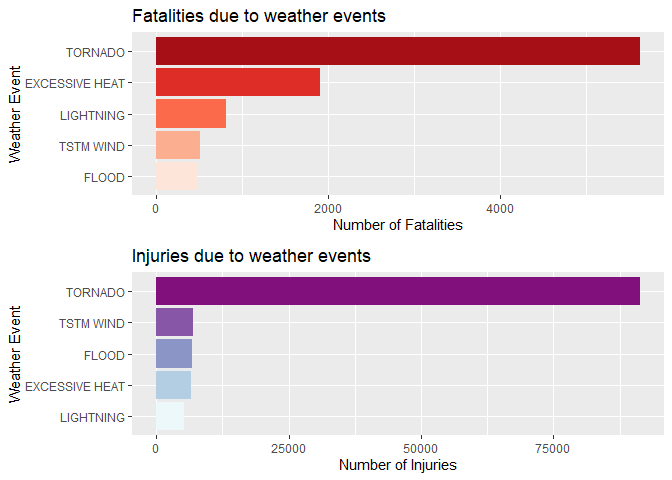 Fatalities due to weather events
Weather Event
TORNADO
EXCESSIVE HEAT
LIGHTNING
TSTM WIND
FLOOD
0 2000 4000
Number of Fatalities
Injuries due to weather events
Weather Event
TORNADO
TSTM WIND
FLOOD
EXCESSIVE HEAT
LIGHTNING
0 25000 50000 75000
Number of Injuries